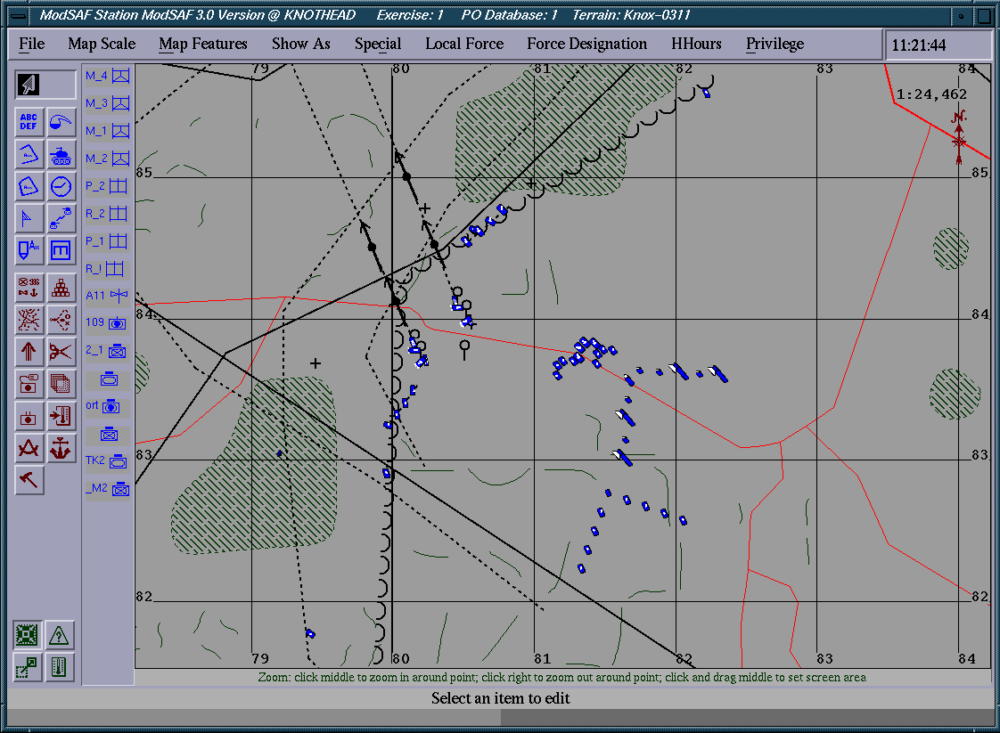 ModSAF Station ModSAF 3.0 Version @ KNOTHEAD Exercise: 1 PO Database: 1 Terrain: Knox-0311
File Map Scale Map Features Show As Special Local Force Force Designation HHours Privilege 11:21:44
79 80 81 82 83 84
1:24,462
N
ABC
DEF
M_4
M_3
M_1
M_2
P_2
R_2
P_1
R_!
A11
109
2_1
ort
TK2
_M2
85 85
84 84
83 83
82 82
79 80 81 82 83 84
Zoom: click middle to zoom in around point; click right to zoom out around point; click and drag middle to set screen area
Select an item to edit